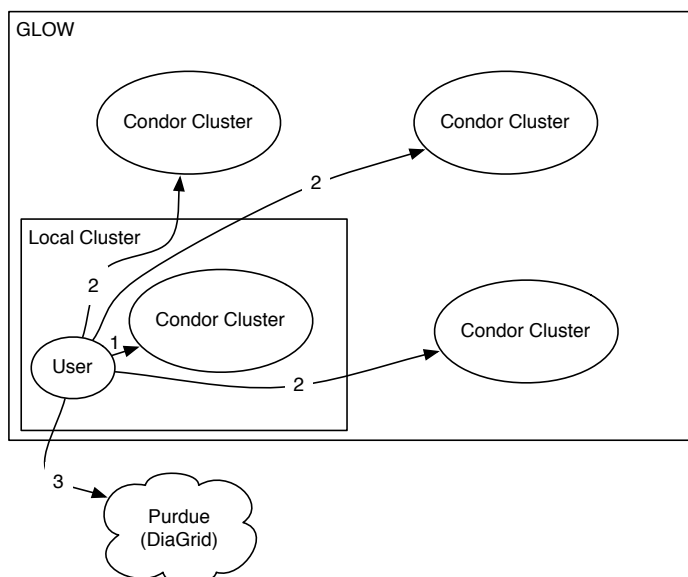 GLOW
Condor Cluster
Condor Cluster
2
Local Cluster
2
Condor Cluster
Condor Cluster
1
User
2
3
Purdue
(DiaGrid)